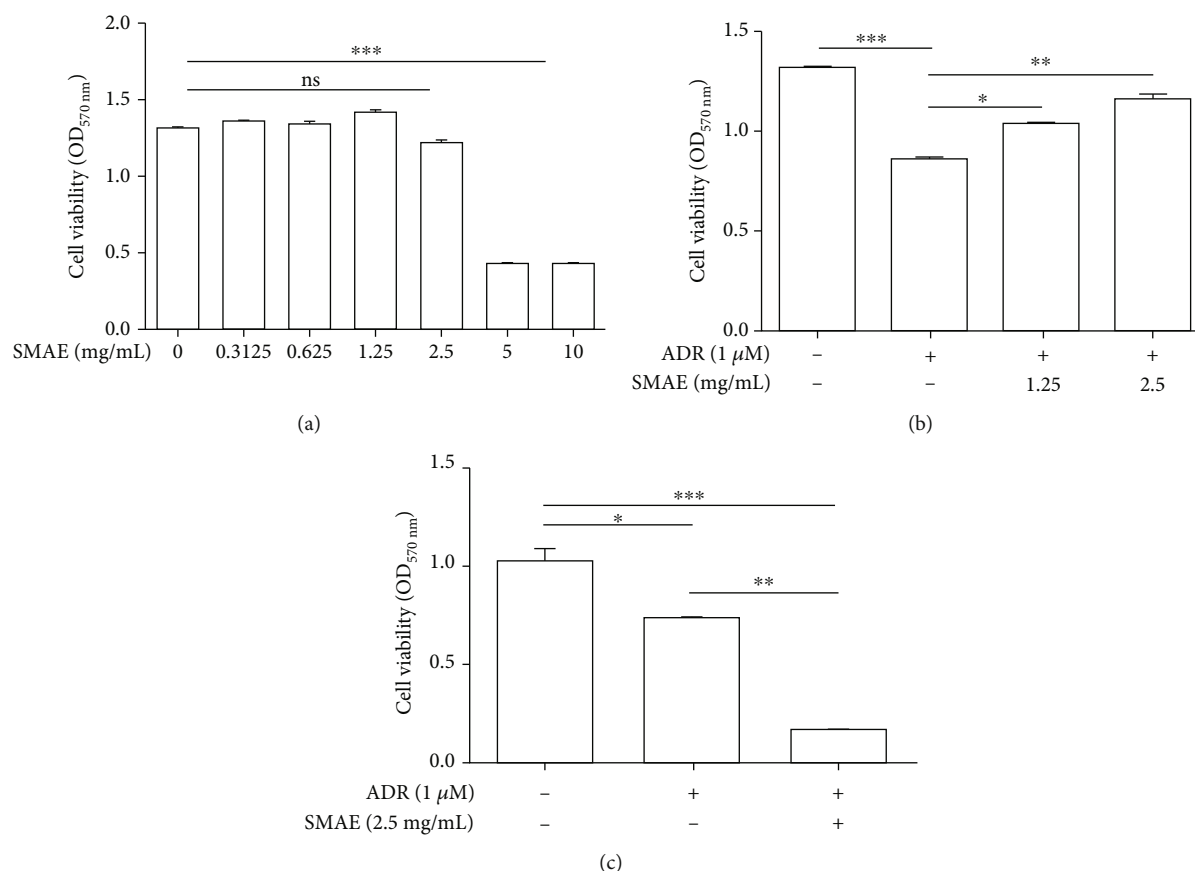 2.0
1.5
1.0
0.5
0.0
Cell viability (OD570 nm)
***
ns
SMAE (mg/mL) 0 0.3125 0.625 1.25 2.5 5 10
(a)
1.5
1.0
0.5
0.0
Cell viability (OD570 nm)
***
**
*
ADR (1 μM) – + + +
SMAE (mg/mL) – – 1.25 2.5
(b)
1.5
1.0
0.5
0.0
Cell viability (OD570 nm)
***
*
**
ADR (1 μM) – + +
SMAE (2.5 mg/mL) – – +
(c)